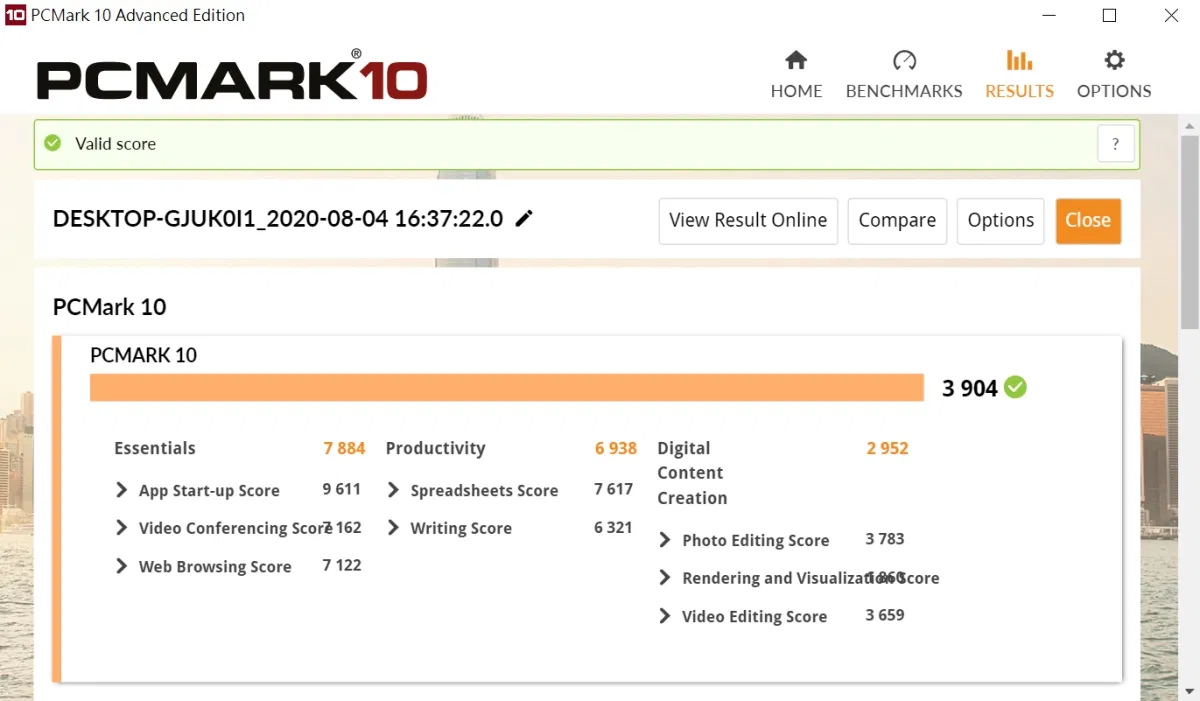 10 PCMark 10 Advanced Edition
PCMARK®10
HOME BENCHMARKS RESULTS OPTIONS
Valid score
?
DESKTOP-GJUK0I1_2020-08-04 16:37:22.0
View Result Online Compare Options Close
PCMark 10
PCMARK 10
3 904
Essentials 7 884
App Start-up Score 9 611
Video Conferencing Score 7 162
Web Browsing Score 7 122
Productivity 6 938
Spreadsheets Score 7 617
Writing Score 6 321
Digital 2 952
Content
Creation
Photo Editing Score 3 783
Rendering and Visualization Score 1 860
Video Editing Score 3 659